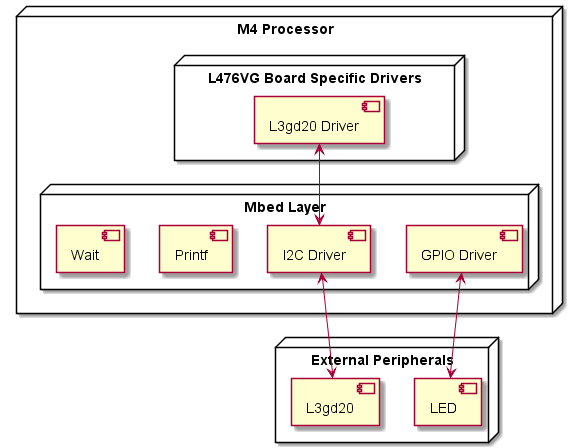 M4 Processor
L476VG Board Specific Drivers
L3gd20 Driver
Mbed Layer
Wait
Printf
I2C Driver
GPIO Driver
External Peripherals
L3gd20
LED